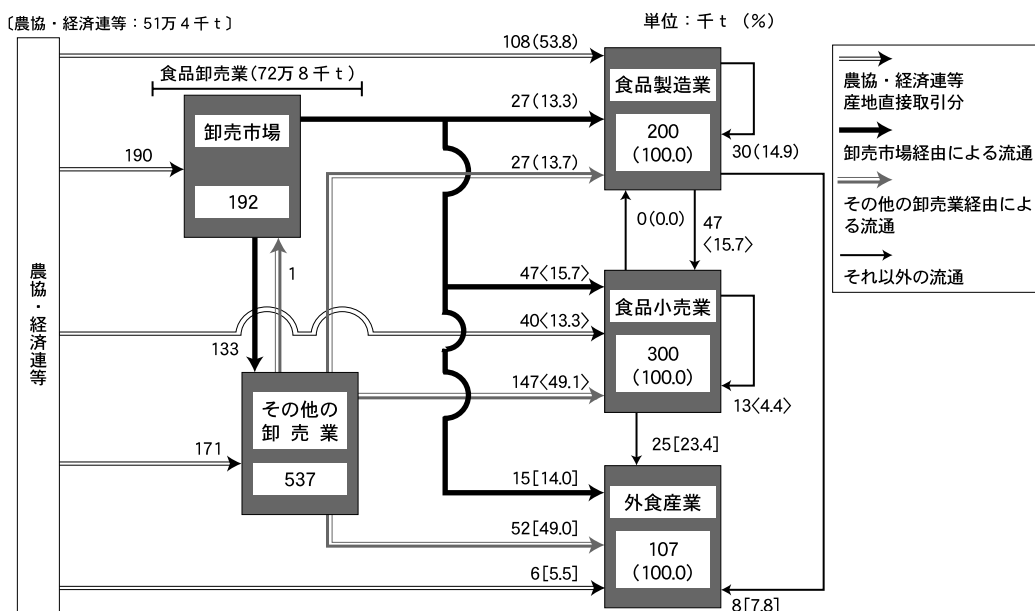 〔農協・経済連等：51万4千t〕
単位：千t（%）
食品卸売業(72万8千t)
卸売市場
192
その他の
卸売業
537
農協・経済連等
190
133
1
171
108(53.8)
27(13.3)
27(13.7)
47〈15.7〉
40〈13.3〉
147〈49.1〉
15[14.0]
52[49.0]
6[5.5]
食品製造業
200
(100.0)
30(14.9)
0(0.0)
47
〈15.7〉
食品小売業
300
(100.0)
13〈4.4〉
25[23.4]
外食産業
107
(100.0)
8[7.8]
農協・経済連等
産地直接取引分
卸売市場経由による流通
その他の卸売業経由によ
る流通
それ以外の流通